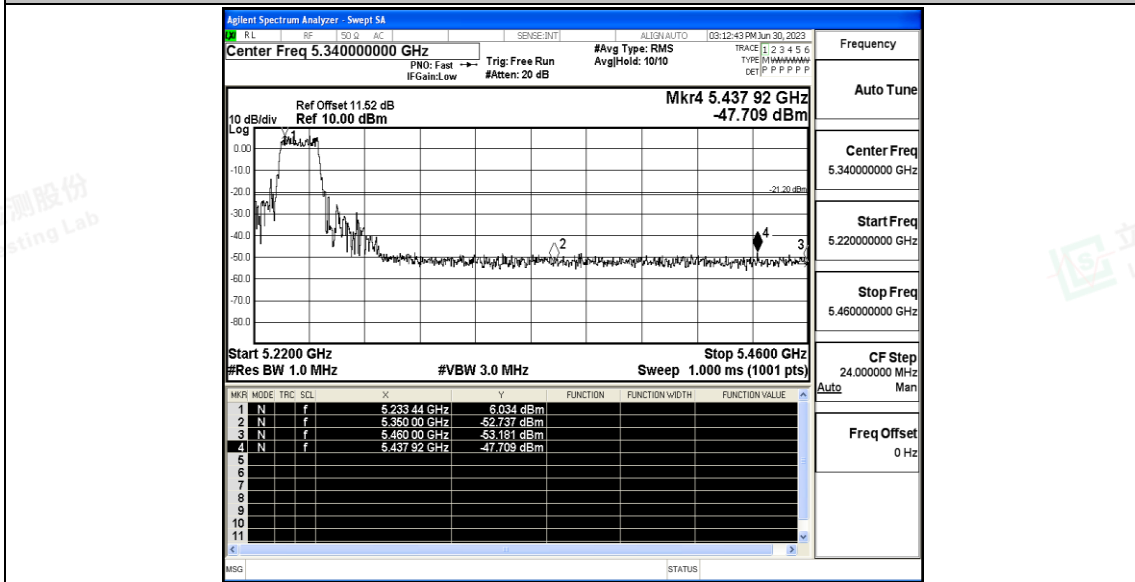 Agilent Spectrum Analyzer - Swept SA
RL RF 50 Ω AC SENSE:INT ALIGN AUTO 03:12:43 PM Jun 30, 2023
Center Freq 5.340000000 GHz
PNO: Fast
IFGain:Low
Trig: Free Run
#Atten: 20 dB
#Avg Type: RMS
Avg|Hold: 10/10
TRACE 1 2 3 4 5 6
TYPE M
DET P P P P P P
Ref Offset 11.52 dB
10 dB/div Ref 10.00 dBm
Log
Mkr4 5.437 92 GHz
-47.709 dBm
0.00
-10.0
-20.0
-30.0
-40.0
-50.0
-60.0
-70.0
-80.0
-21.20 dBm
1
2
4
3
Start 5.2200 GHz Stop 5.4600 GHz
#Res BW 1.0 MHz #VBW 3.0 MHz Sweep 1.000 ms (1001 pts)
MKR MODE TRC SCL X Y FUNCTION FUNCTION WIDTH FUNCTION VALUE
1 N f 5.233 44 GHz 6.034 dBm
2 N f 5.350 00 GHz -52.737 dBm
3 N f 5.460 00 GHz -53.181 dBm
4 N f 5.437 92 GHz -47.709 dBm
5
6
7
8
9
10
11
MSG STATUS
Frequency
Auto Tune
Center Freq
5.340000000 GHz
Start Freq
5.220000000 GHz
Stop Freq
5.460000000 GHz
CF Step
24.000000 MHz
Auto Man
Freq Offset
0 Hz
测股份
sting Lab